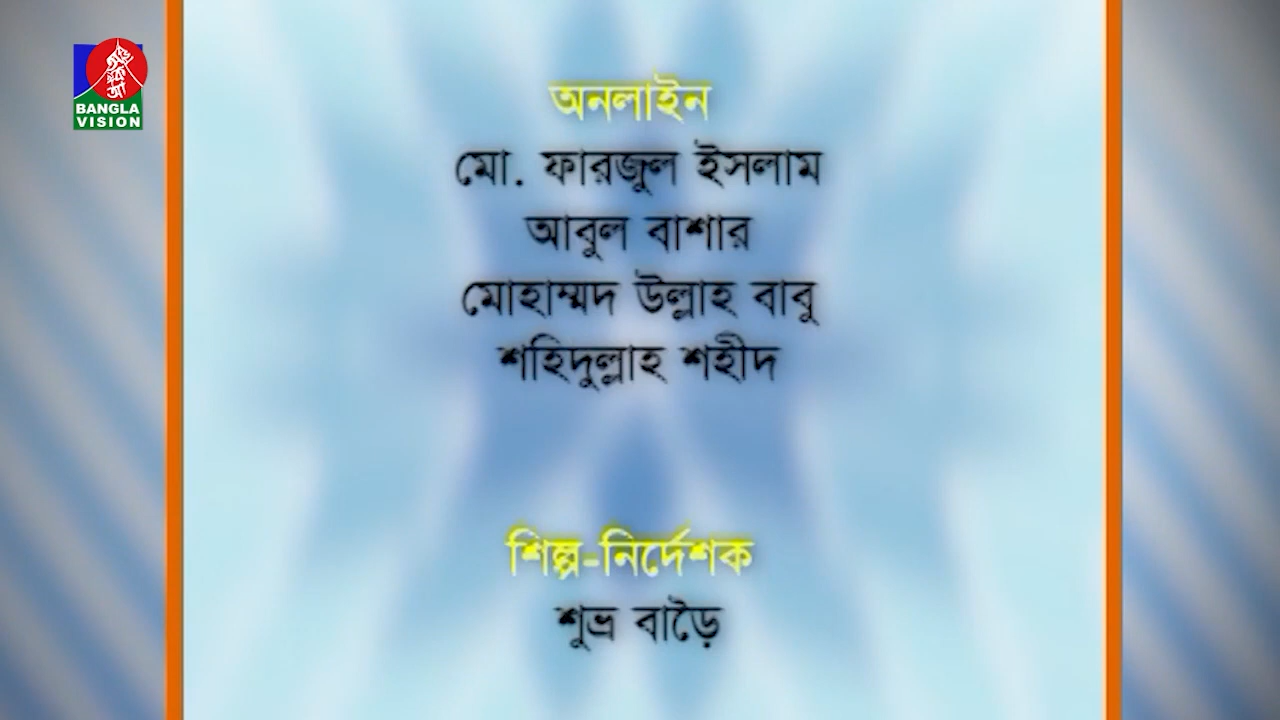 BANGLA
VISION
অনলাইন
মো. ফারজুল ইসলাম
আবুল বাশার
মোহাম্মদ উল্লাহ বাবু
শহিদুল্লাহ শহীদ
শিল্প-নির্দেশক
শুভ্র বাড়ৈ